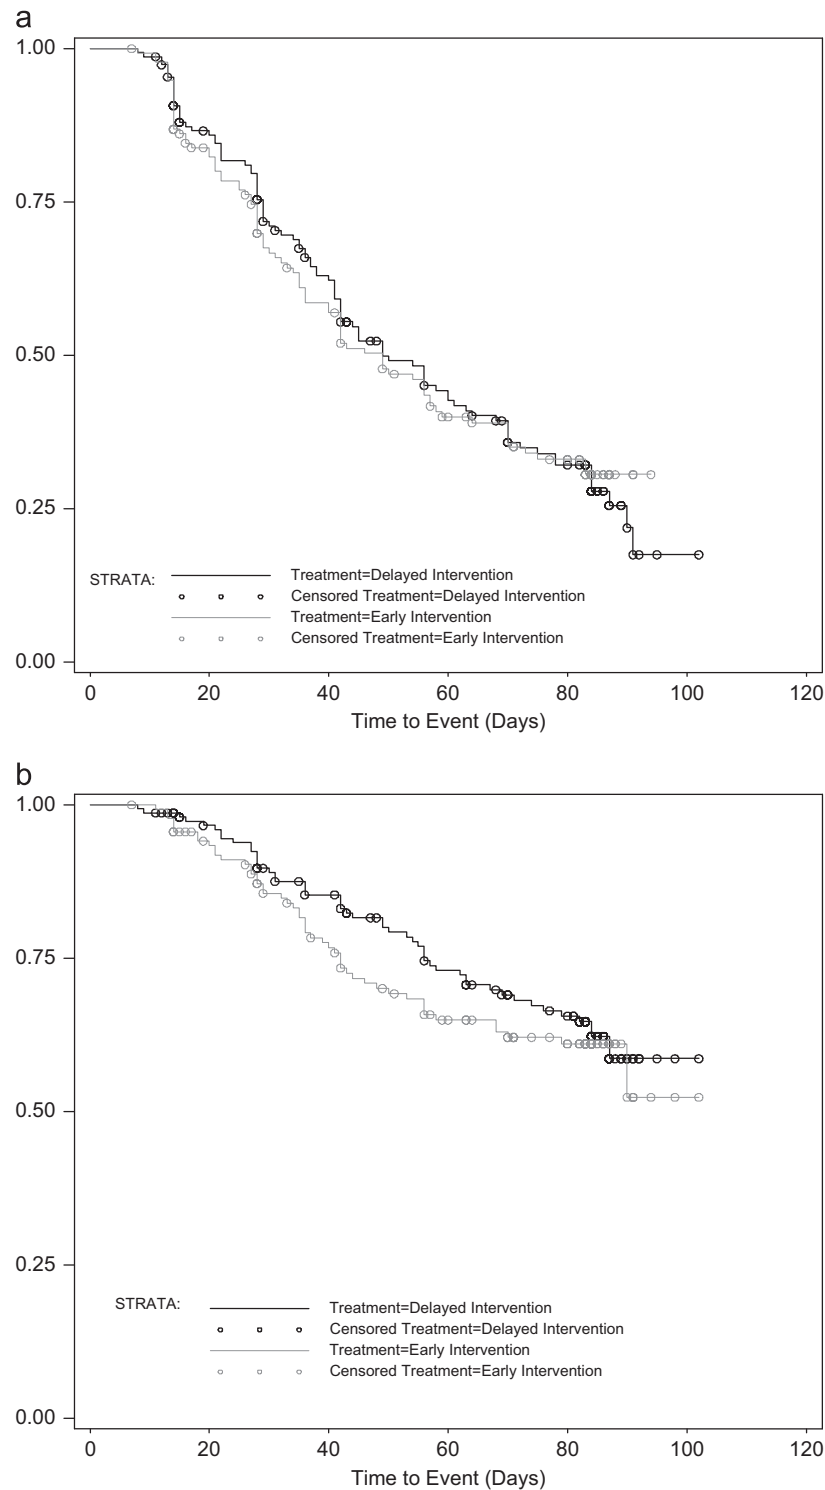 a
1.00
0.75
0.50
0.25
0.00
STRATA:
Treatment=Delayed Intervention
Censored Treatment=Delayed Intervention
Treatment=Early Intervention
Censored Treatment=Early Intervention
0 20 40 60 80 100 120
Time to Event (Days)
b
1.00
0.75
0.50
0.25
0.00
STRATA:
Treatment=Delayed Intervention
Censored Treatment=Delayed Intervention
Treatment=Early Intervention
Censored Treatment=Early Intervention
0 20 40 60 80 100 120
Time to Event (Days)